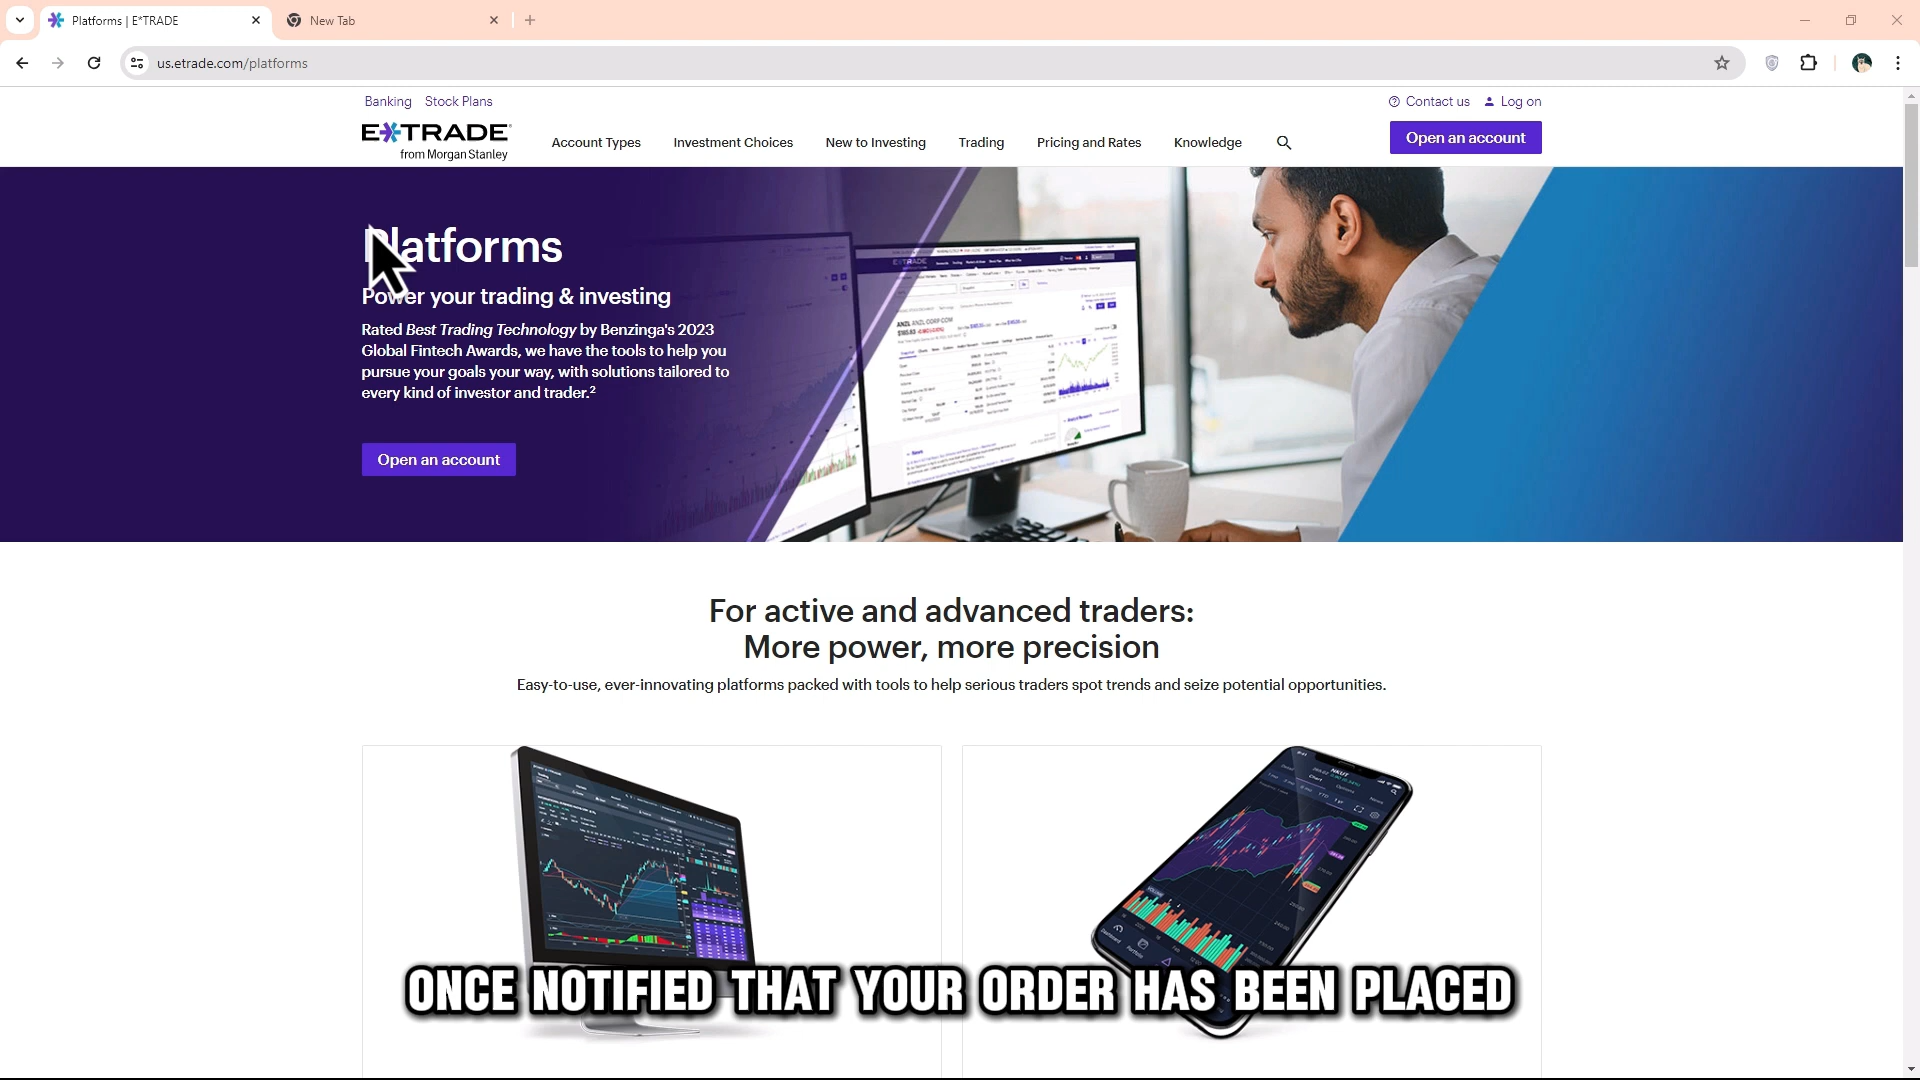 Platforms | E*TRADE
New Tab
us.etrade.com/platforms
Banking Stock Plans
Contact us Log on
E*TRADE
from Morgan Stanley
Account Types Investment Choices New to Investing Trading Pricing and Rates Knowledge
Open an account
Platforms
Power your trading & investing
Rated Best Trading Technology by Benzinga's 2023
Global Fintech Awards, we have the tools to help you
pursue your goals your way, with solutions tailored to
every kind of investor and trader.²
Open an account
For active and advanced traders:
More power, more precision
Easy-to-use, ever-innovating platforms packed with tools to help serious traders spot trends and seize potential opportunities.
ONCE NOTIFIED THAT YOUR ORDER HAS BEEN PLACED